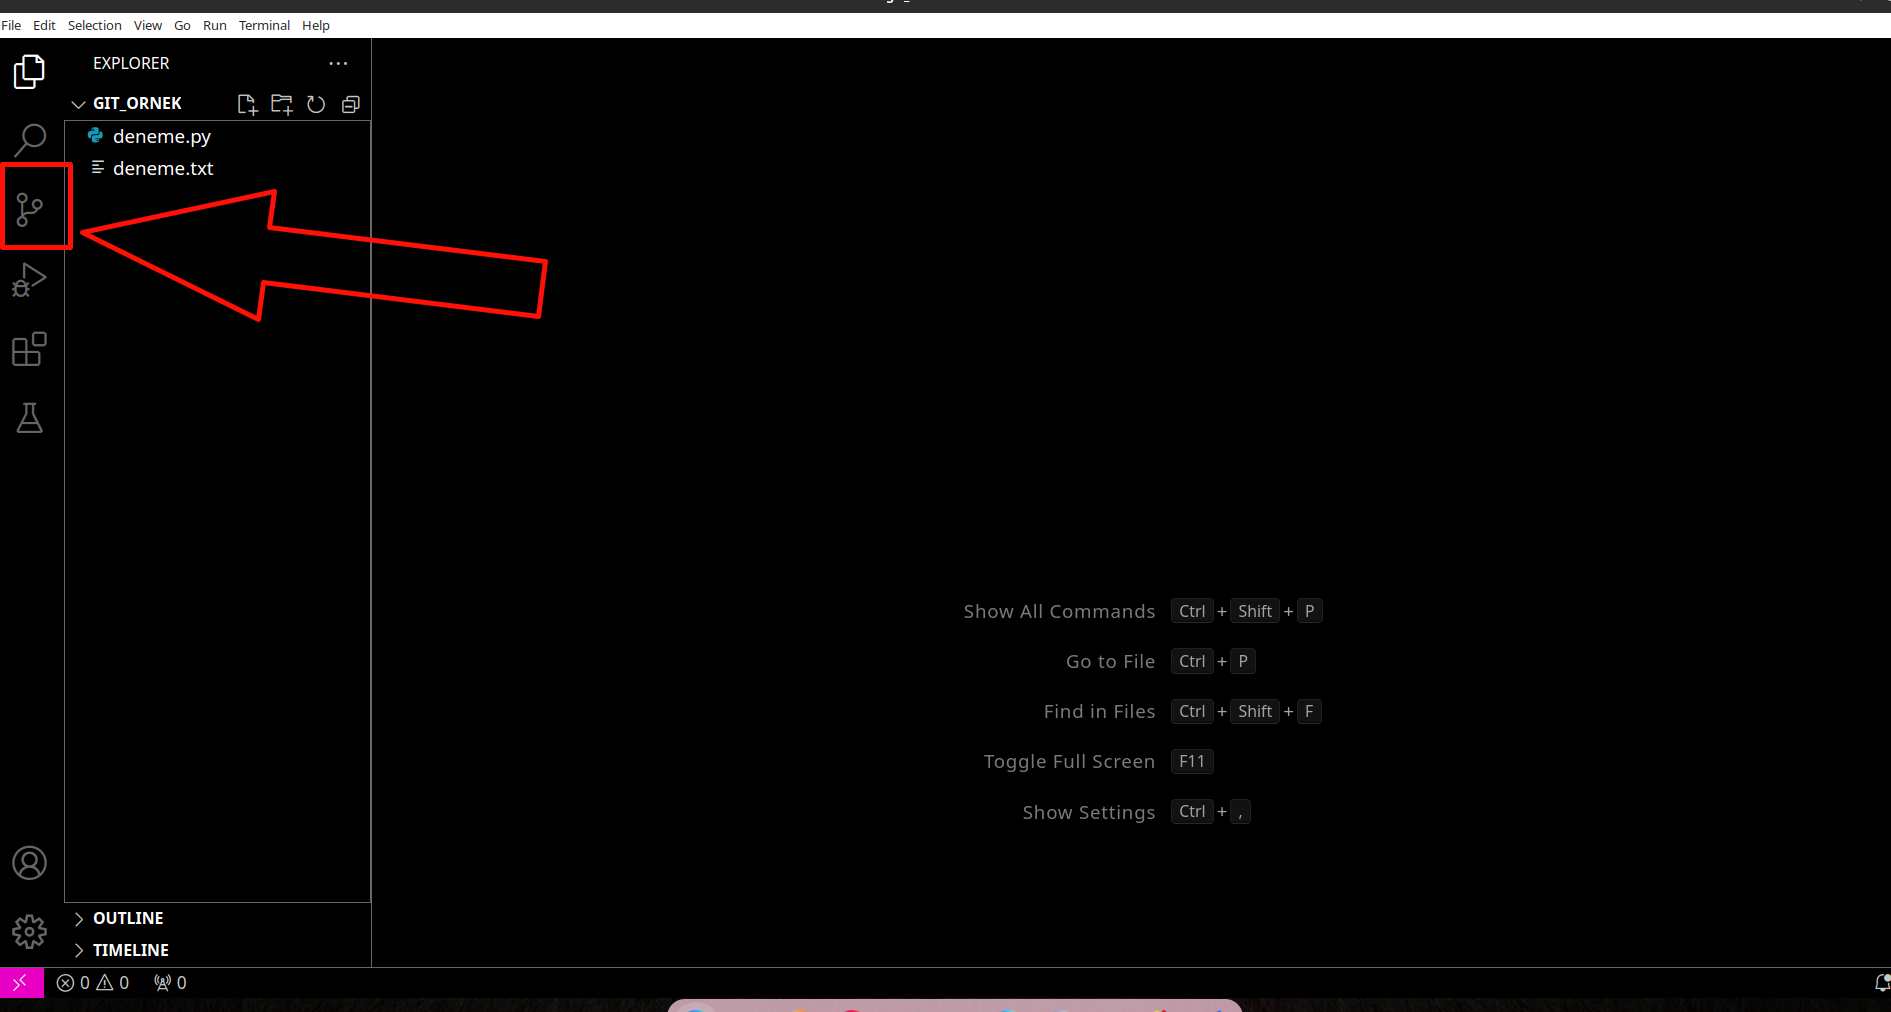 File Edit Selection View Go Run Terminal Help
EXPLORER
GIT_ORNEK
deneme.py
deneme.txt
Show All Commands Ctrl + Shift + P
Go to File Ctrl + P
Find in Files Ctrl + Shift + F
Toggle Full Screen F11
Show Settings Ctrl + ,
OUTLINE
TIMELINE
0 0 0